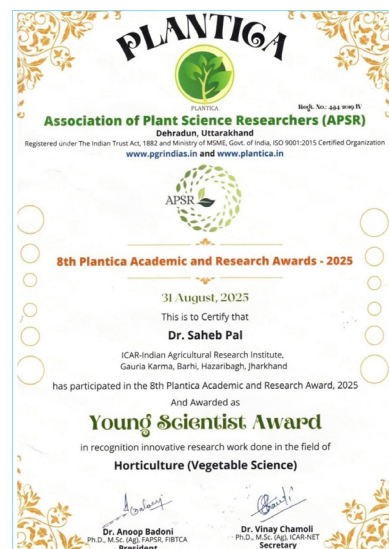 PLANTICA
PLANTICA
Regd. No.: 494/2019 IV
Association of Plant Science Researchers (APSR)
Dehradun, Uttarakhand
Registered under The Indian Trust Act, 1882 and Ministry of MSME, Govt. of India, ISO 9001:2015 Certified Organization
www.pgrindias.in and www.plantica.in
APSR
8th Plantica Academic and Research Awards - 2025
31 August, 2025
This is to Certify that
Dr. Saheb Pal
ICAR-Indian Agricultural Research Institute,
Gauria Karma, Barhi, Hazaribagh, Jharkhand
has participated in the 8th Plantica Academic and Research Award, 2025
And Awarded as
Young Scientist Award
in recognition innovative research work done in the field of
Horticulture (Vegetable Science)
Dr. Anoop Badoni
Ph.D., M.Sc. (Ag), FAPSR, FIBTCA
President
Dr. Vinay Chamoli
Ph.D., M.Sc. (Ag), ICAR-NET
Secretary